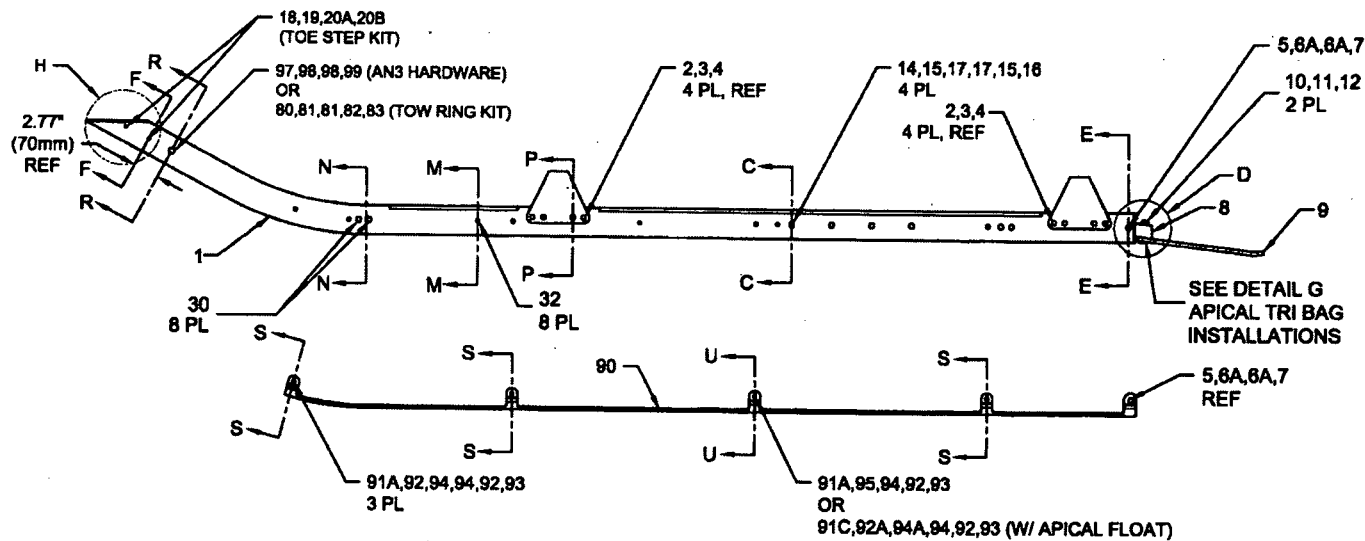 18,19,20A,20B
(TOE STEP KIT)
H
R
F
97,98,98,99 (AN3 HARDWARE)
OR
80,81,81,82,83 (TOW RING KIT)
2.77"
(70mm)
REF
F
R
2,3,4
4 PL, REF
14,15,17,17,15,16
4 PL
2,3,4
4 PL, REF
5,6A,6A,7
10,11,12
2 PL
E
D
8
9
N
M
P
C
1
N
M
P
C
E
30
8 PL
32
8 PL
SEE DETAIL G
APICAL TRI BAG
INSTALLATIONS
S
S
90
U
S
5,6A,6A,7
REF
S
S
U
S
91A,92,94,94,92,93
3 PL
91A,95,94,92,93
OR
91C,92A,94A,94,92,93 (W/ APICAL FLOAT)